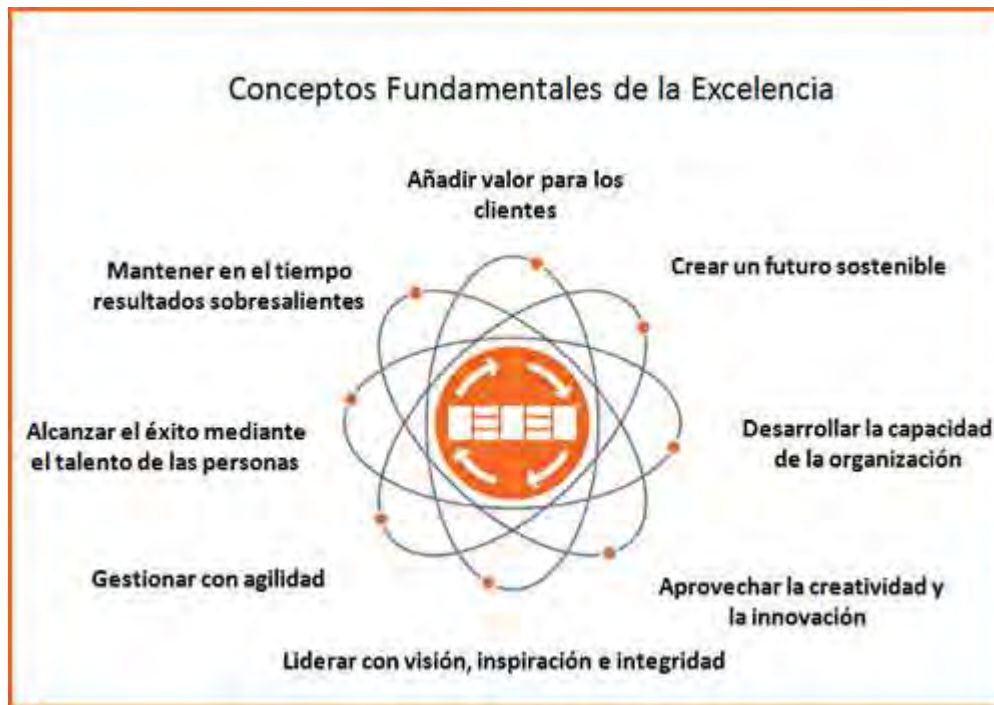 Conceptos Fundamentales de la Excelencia
Añadir valor para los
clientes
Mantener en el tiempo
resultados sobresalientes
Crear un futuro sostenible
Alcanzar el éxito mediante
el talento de las personas
Desarrollar la capacidad
de la organización
Gestionar con agilidad
Aprovechar la creatividad y
la innovación
Liderar con visión, inspiración e integridad